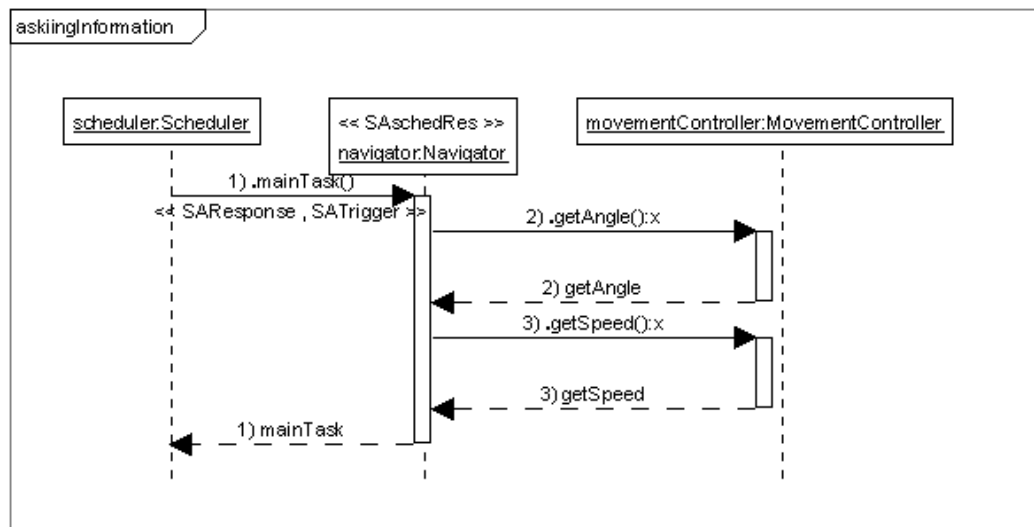 askiingInformation
scheduler:Scheduler
<< SAschedRes >>
navigator:Navigator
movementController:MovementController
1) .mainTask()
<< SAResponse , SATrigger >>
2) .getAngle():x
2) getAngle
3) .getSpeed():x
3) getSpeed
1) mainTask